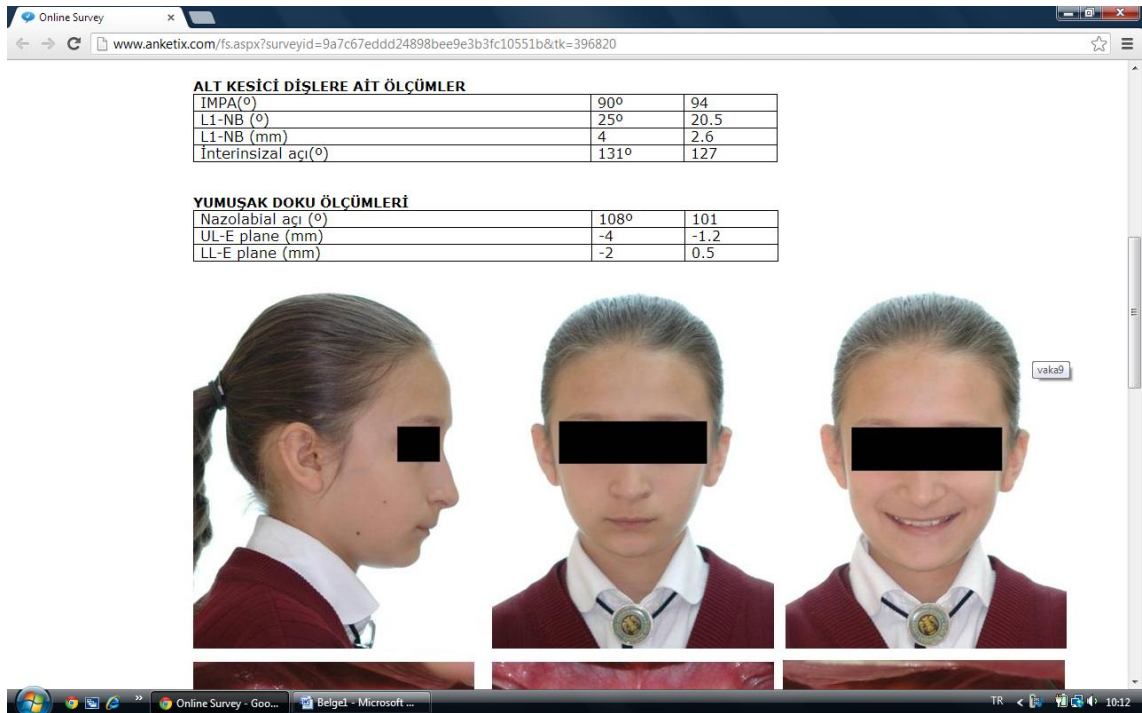 Online Survey
www.anketix.com/fs.aspx?surveyid=9a7c67eddd24898bee9e3b3fc10551b&tk=396820
ALT KESİCİ DİŞLERE AİT ÖLÇÜMLER
IMPA(º) 90º 94
L1-NB (º) 25º 20.5
L1-NB (mm) 4 2.6
İnterinsizal açı(º) 131º 127
YUMUŞAK DOKU ÖLÇÜMLERİ
Nazolabial açı (º) 108º 101
UL-E plane (mm) -4 -1.2
LL-E plane (mm) -2 0.5
vaka9
Online Survey - Goo... Belge1 - Microsoft ... TR 10:12